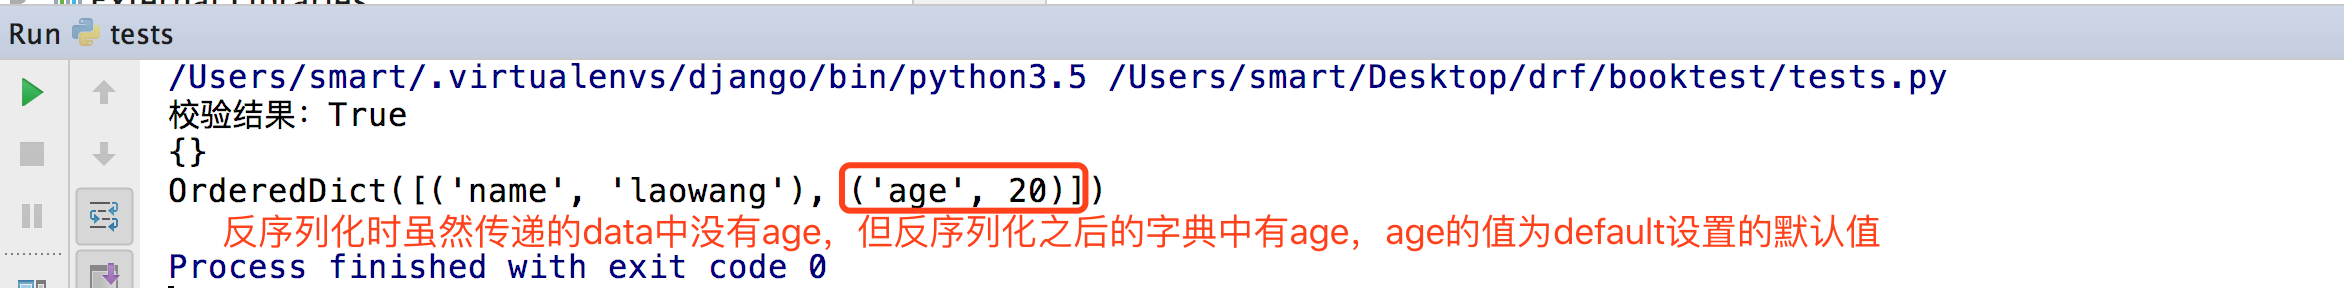 Run tests
/Users/smart/.virtualenvs/django/bin/python3.5 /Users/smart/Desktop/drf/booktest/tests.py
校验结果：True
{}
OrderedDict([('name', 'laowang'), ('age', 20)])
反序列化时虽然传递的data中没有age，但反序列化之后的字典中有age，age的值为default设置的默认值
Process finished with exit code 0